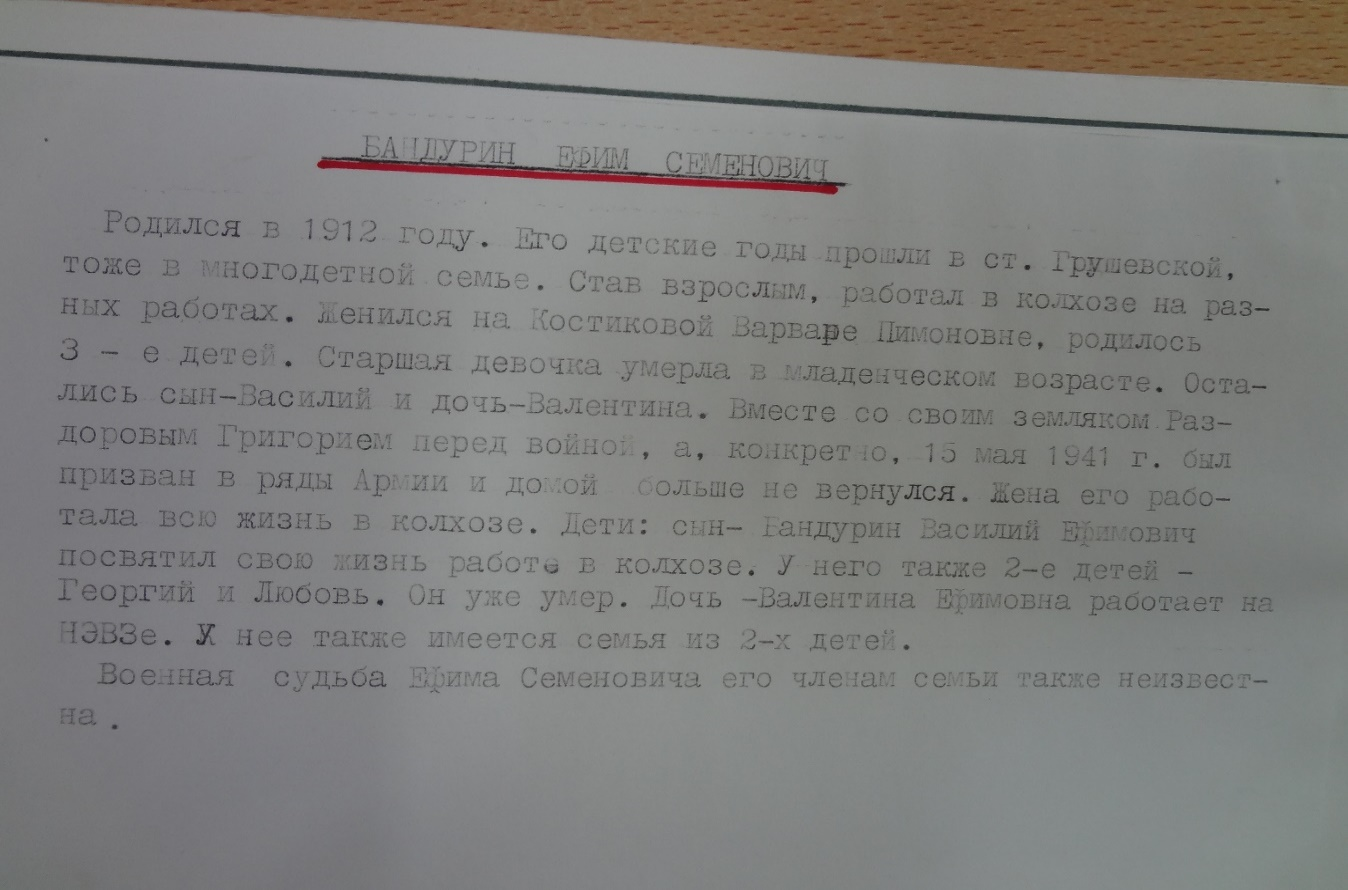 БАНДУРИН ЕФИМ СЕМЕНОВИЧ
Родился в 1912 году. Его детские годы прошли в ст. Грушевской,
тоже в многодетной семье. Став взрослым, работал в колхозе на раз-
ных работах. Женился на Костиковой Варваре Пимоновне, родилось
3 - е детей. Старшая девочка умерла в младенческом возрасте. Оста-
лись сын-Василий и дочь-Валентина. Вместе со своим земляком Раз-
доровым Григорием перед войной, а, конкретно, 15 мая 1941 г. был
призван в ряды Армии и домой больше не вернулся. Жена его рабо-
тала всю жизнь в колхозе. Дети: сын- Бандурин Василий Ефимович
посвятил свою жизнь работе в колхозе. У него также 2-е детей -
Георгий и Любовь. Он уже умер. Дочь -Валентина Ефимовна работает на
НЭВЗе. У нее также имеется семья из 2-х детей.
Военная судьба Ефима Семеновича его членам семьи также неизвест-
на .